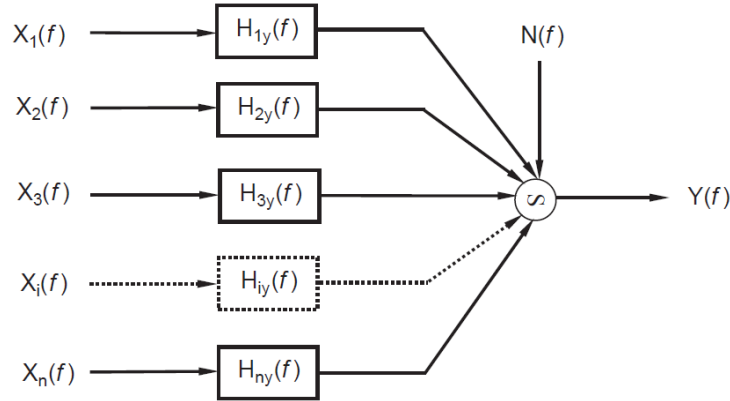 X₁(f) H₁y(f) N(f)
X₂(f) H₂y(f)
X₃(f) H₃y(f) S Y(f)
Xᵢ(f) Hᵢy(f)
Xₙ(f) Hₙy(f)